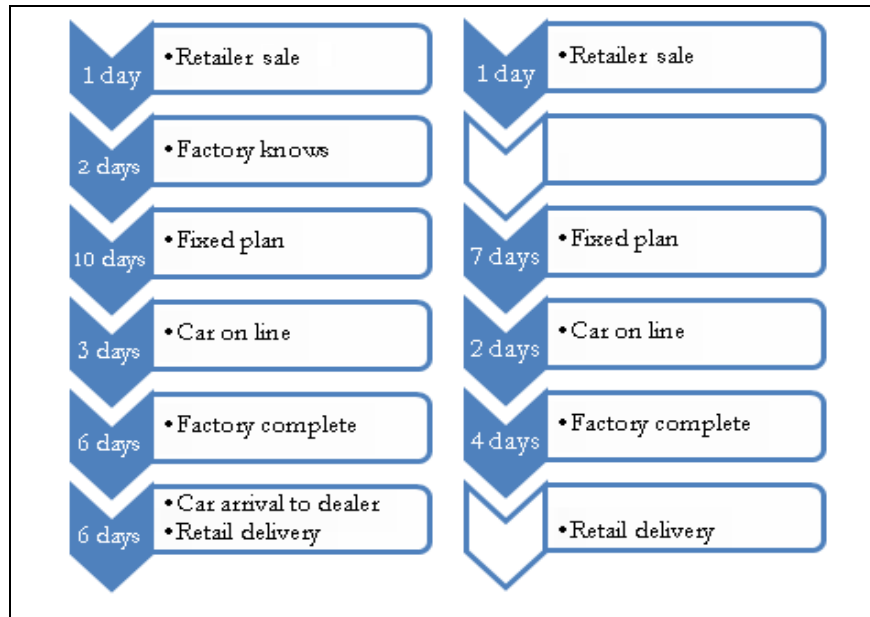 1 day
• Retailer sale
2 days
• Factory knows
10 days
• Fixed plan
3 days
• Car on line
6 days
• Factory complete
6 days
• Car arrival to dealer
• Retail delivery
1 day
• Retailer sale
7 days
• Fixed plan
2 days
• Car on line
4 days
• Factory complete
• Retail delivery